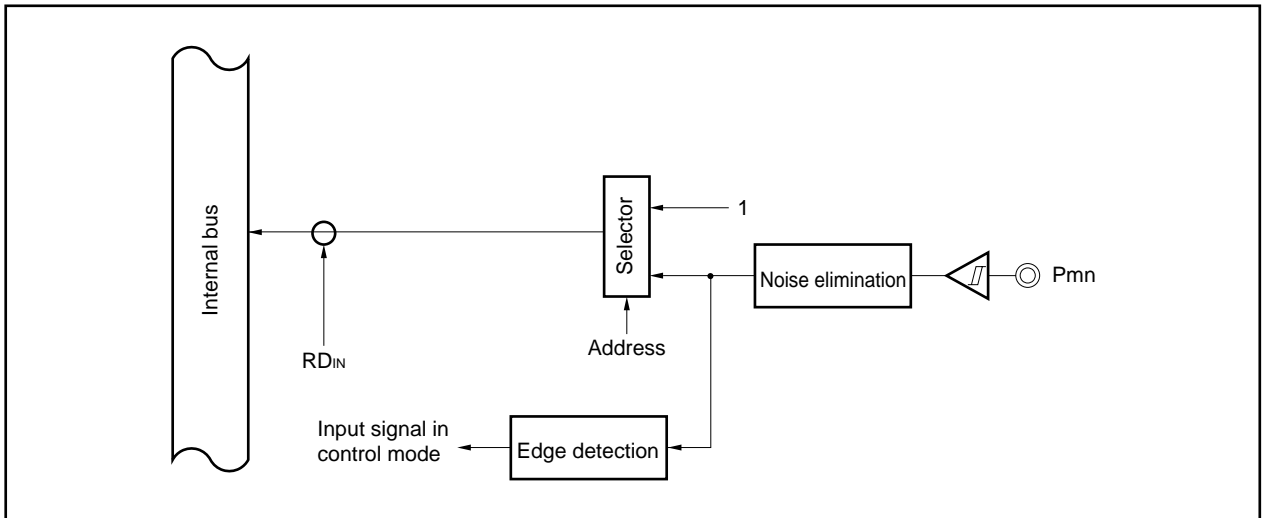 Internal bus
Selector
1
Noise elimination
Pmn
Address
RDIN
Input signal in
control mode
Edge detection